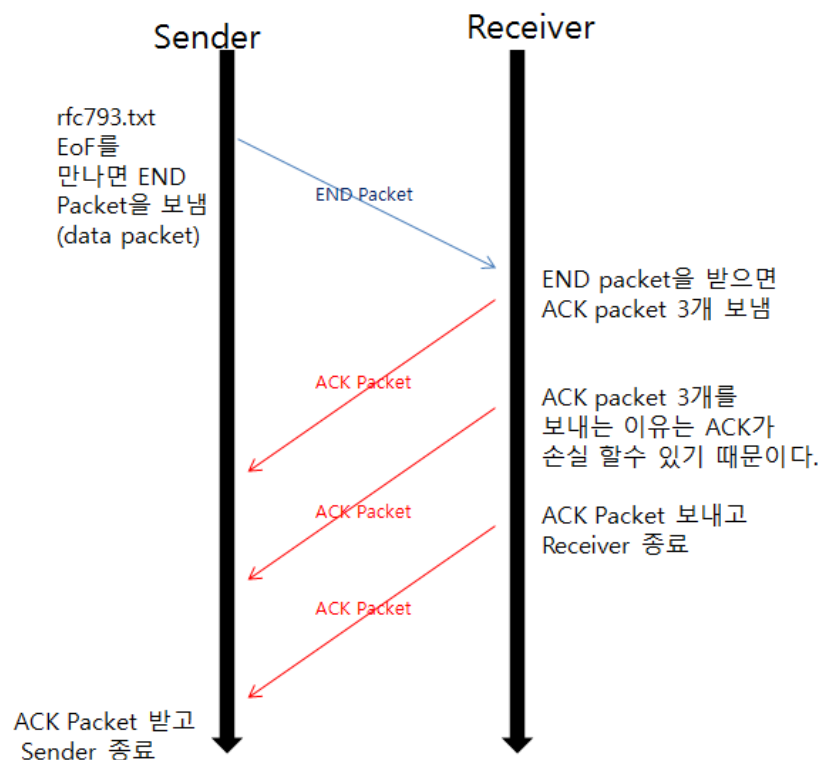 Sender
Receiver
rfc793.txt
EoF를
만나면 END
Packet을 보냄
(data packet)
END Packet
END packet을 받으면
ACK packet 3개 보냄
ACK Packet
ACK packet 3개를
보내는 이유는 ACK가
손실 할수 있기 때문이다.
ACK Packet
ACK Packet 보내고
Receiver 종료
ACK Packet
ACK Packet 받고
Sender 종료